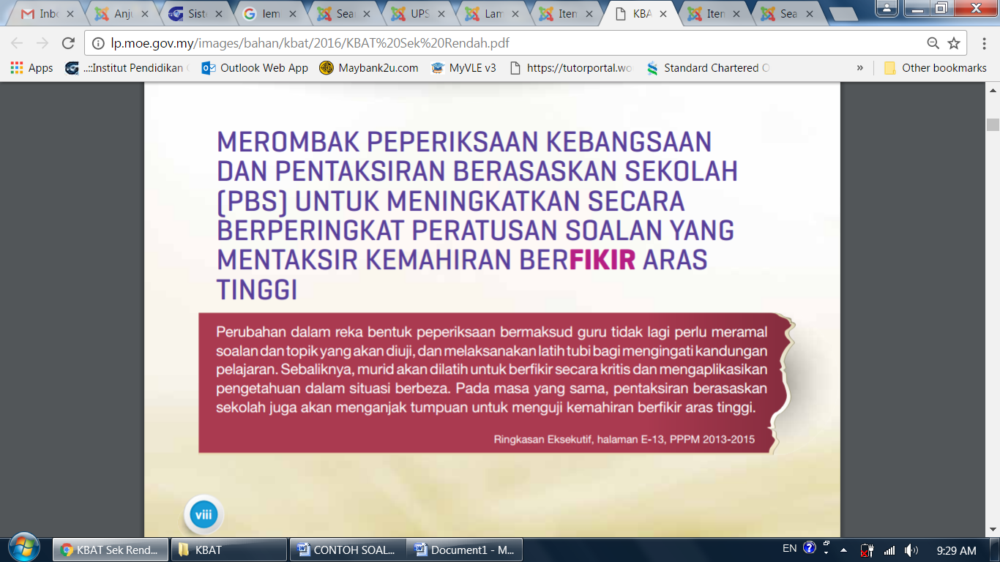 Inbo
Anju
Siste
lem
Sear
UPS
Lam
Item
KBA
Item
Sear
lp.moe.gov.my/images/bahan/kbat/2016/KBAT%20Sek%20Rendah.pdf
Apps
..::Institut Pendidikan G
Outlook Web App
Maybank2u.com
MyVLE v3
https://tutorportal.wo
Standard Chartered O
»
Other bookmarks
MEROMBAK PEPERIKSAAN KEBANGSAAN
DAN PENTAKSIRAN BERASASKAN SEKOLAH
(PBS) UNTUK MENINGKATKAN SECARA
BERPERINGKAT PERATUSAN SOALAN YANG
MENTAKSIR KEMAHIRAN BERFIKIR ARAS
TINGGI
Perubahan dalam reka bentuk peperiksaan bermaksud guru tidak lagi perlu meramal
soalan dan topik yang akan diuji, dan melaksanakan latih tubi bagi mengingati kandungan
pelajaran. Sebaliknya, murid akan dilatih untuk berfikir secara kritis dan mengaplikasikan
pengetahuan dalam situasi berbeza. Pada masa yang sama, pentaksiran berasaskan
sekolah juga akan menganjak tumpuan untuk menguji kemahiran berfikir aras tinggi.
Ringkasan Eksekutif, halaman E-13, PPPM 2013-2015
viii
KBAT Sek Rend...
KBAT
CONTOH SOAL...
Document1 - M...
EN
9:29 AM